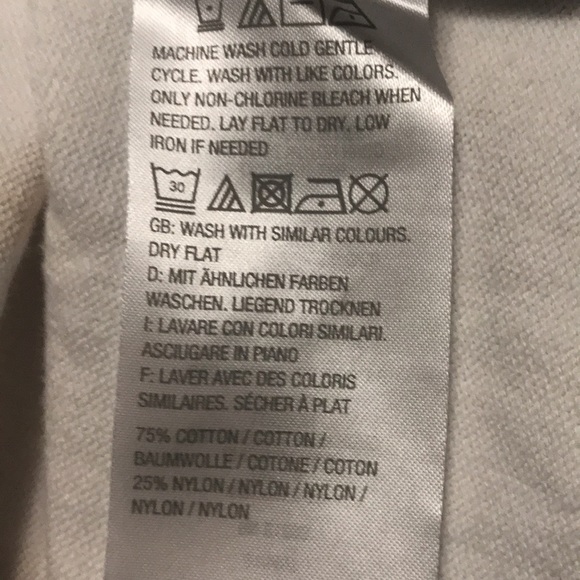 MACHINE WASH COLD GENTLE
CYCLE. WASH WITH LIKE COLORS.
ONLY NON-CHLORINE BLEACH WHEN
NEEDED. LAY FLAT TO DRY. LOW
IRON IF NEEDED
30
GB: WASH WITH SIMILAR COLOURS.
DRY FLAT
D: MIT ÄHNLICHEN FARBEN
WASCHEN. LIEGEND TROCKNEN
I: LAVARE CON COLORI SIMILARI.
ASCIUGARE IN PIANO
F: LAVER AVEC DES COLORIS
SIMILAIRES. SÉCHER À PLAT
75% COTTON / COTTON /
BAUMWOLLE / COTONE / COTON
25% NYLON / NYLON / NYLON /
NYLON / NYLON